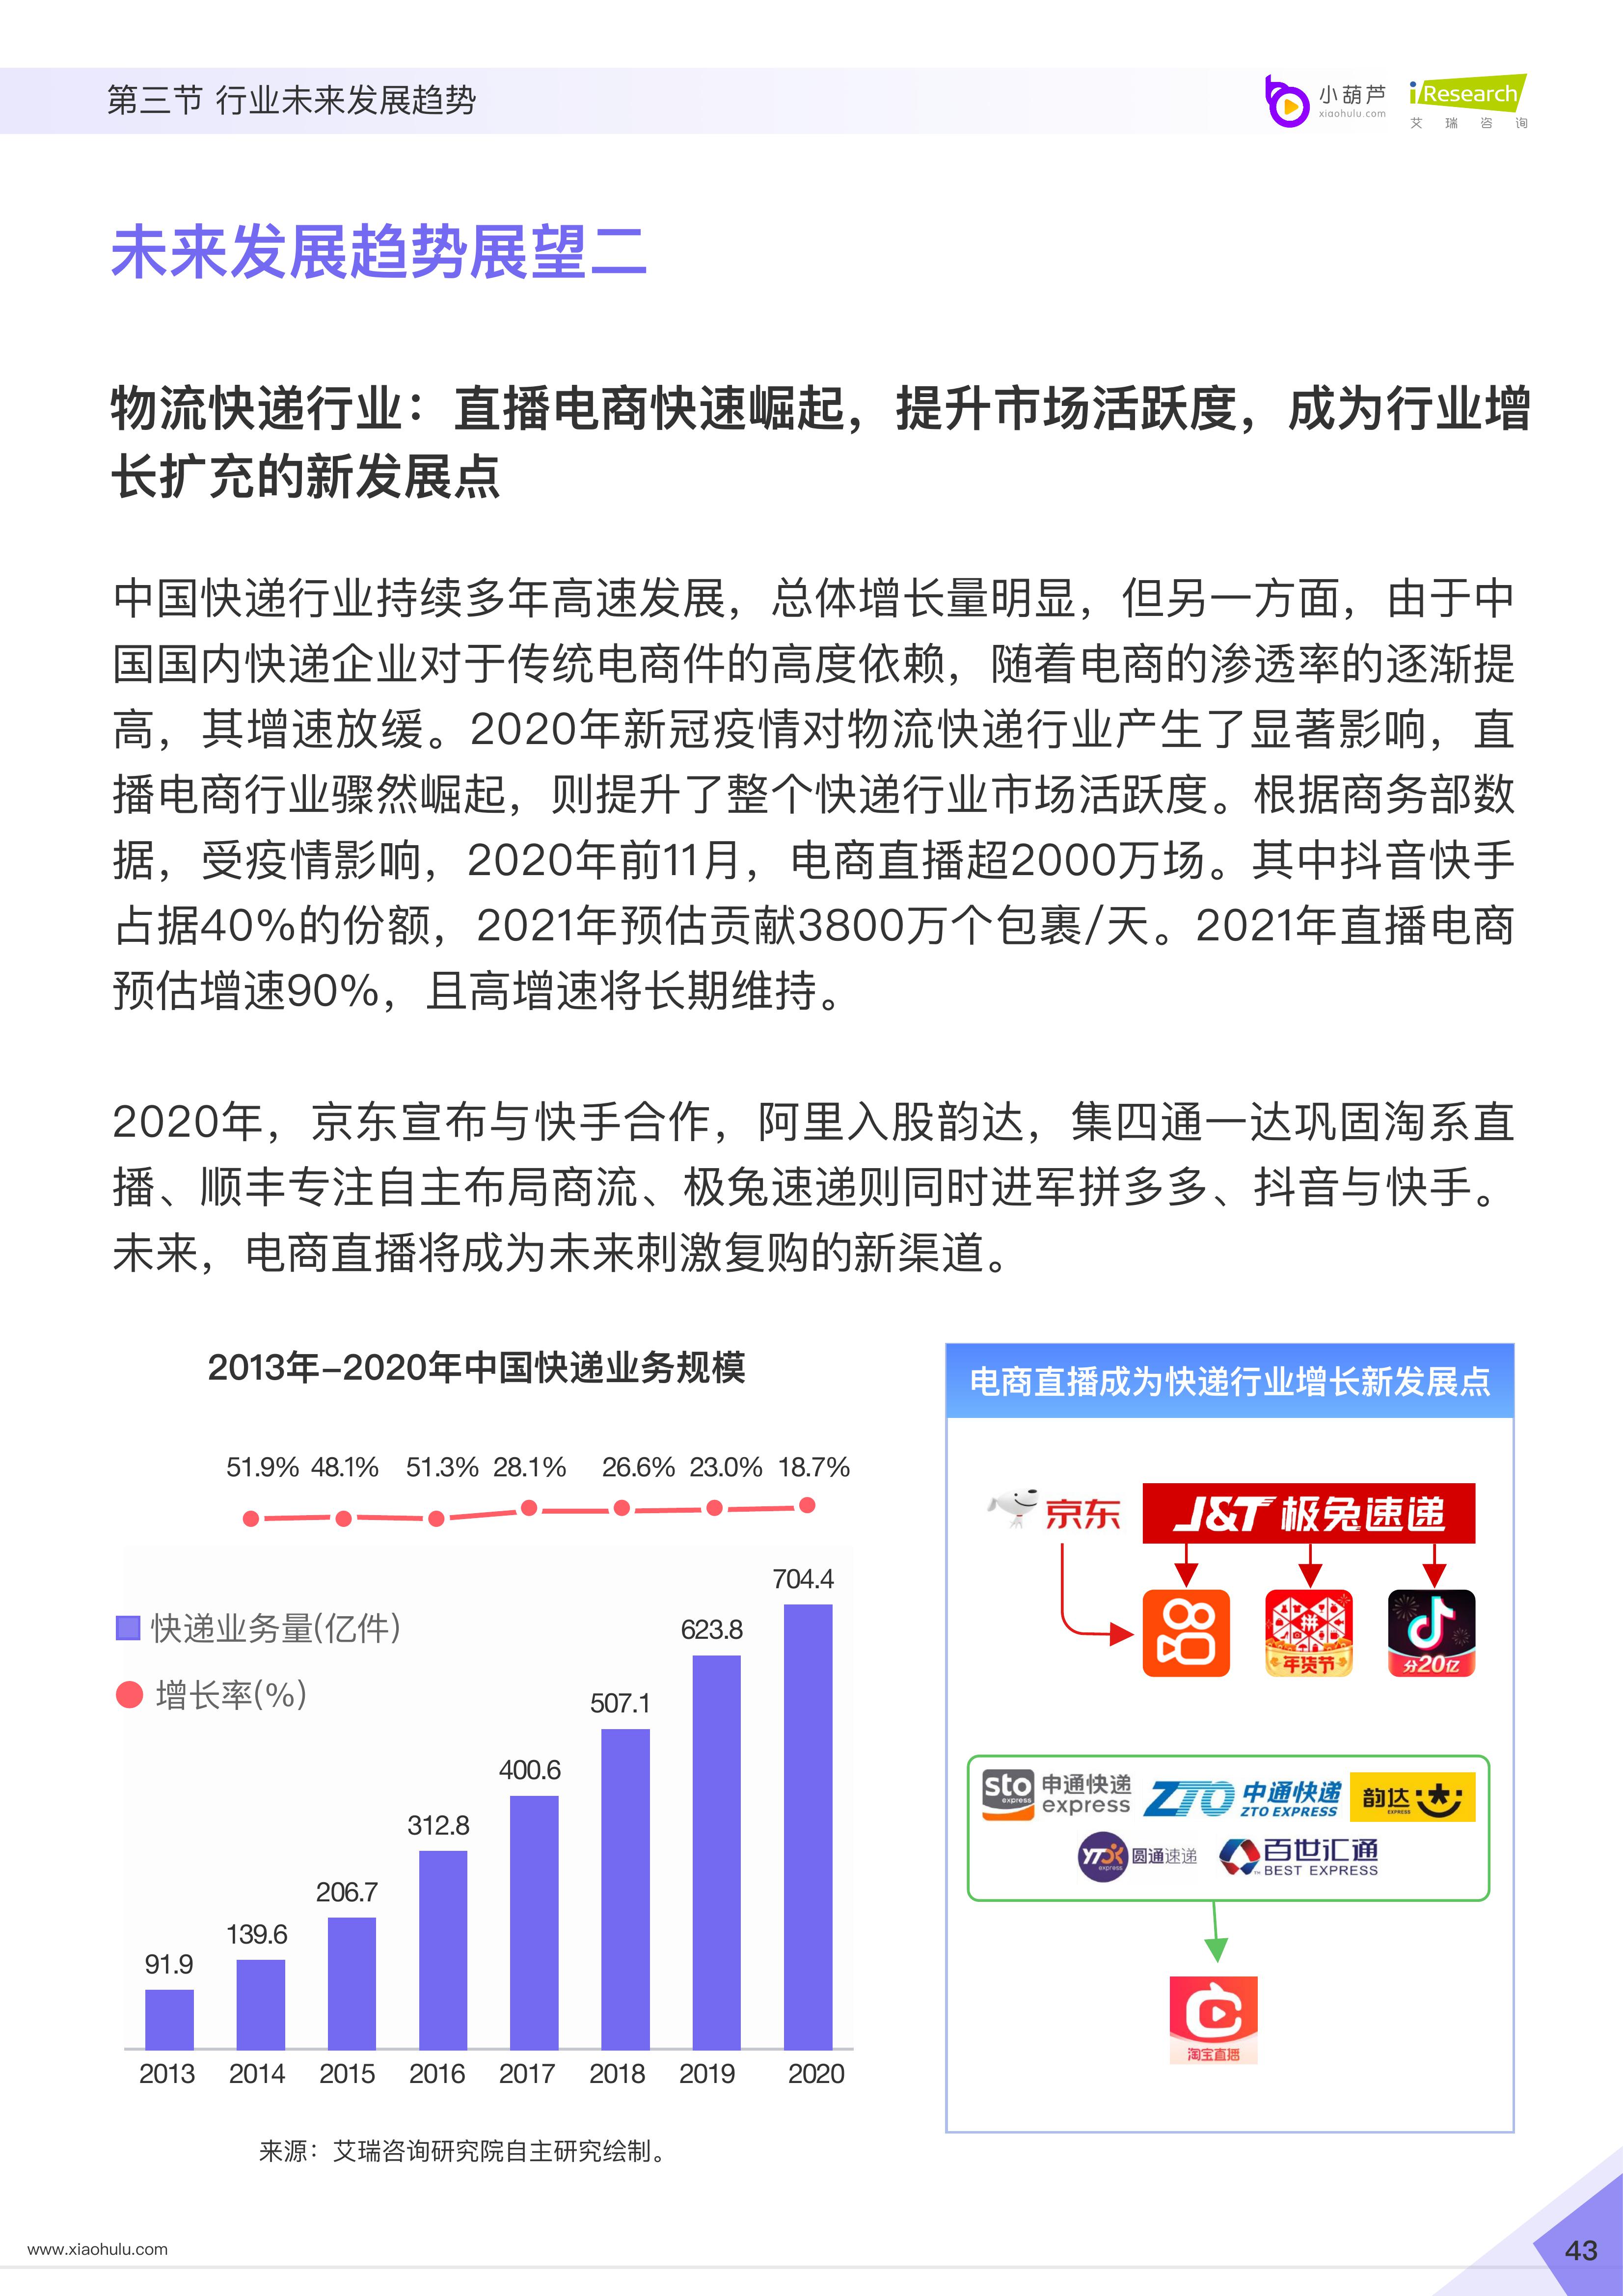 第三节 行业未来发展趋势
小葫芦
xiaohulu.com
iResearch
艾瑞咨询
未来发展趋势展望二
物流快递行业：直播电商快速崛起，提升市场活跃度，成为行业增
长扩充的新发展点
中国快递行业持续多年高速发展，总体增长量明显，但另一方面，由于中
国国内快递企业对于传统电商件的高度依赖，随着电商的渗透率的逐渐提
高，其增速放缓。2020年新冠疫情对物流快递行业产生了显著影响，直
播电商行业骤然崛起，则提升了整个快递行业市场活跃度。根据商务部数
据，受疫情影响，2020年前11月，电商直播超2000万场。其中抖音快手
占据40%的份额，2021年预估贡献3800万个包裹/天。2021年直播电商
预估增速90%，且高增速将长期维持。
2020年，京东宣布与快手合作，阿里入股韵达，集四通一达巩固淘系直
播、顺丰专注自主布局商流、极兔速递则同时进军拼多多、抖音与快手。
未来，电商直播将成为未来刺激复购的新渠道。
2013年-2020年中国快递业务规模
51.9% 48.1% 51.3% 28.1% 26.6% 23.0% 18.7%
快递业务量(亿件)
增长率(%)
91.9
139.6
206.7
312.8
400.6
507.1
623.8
704.4
2013 2014 2015 2016 2017 2018 2019 2020
来源：艾瑞咨询研究院自主研究绘制。
电商直播成为快递行业增长新发展点
京东
J&T 极兔速递
拼
年货节
分20亿
sto
express
申通快递
express
ZTO 中通快递
ZTO EXPRESS
韵达
EXPRESS
YTO
express
圆通速递
百世汇通
BEST EXPRESS
淘宝直播
www.xiaohulu.com
43